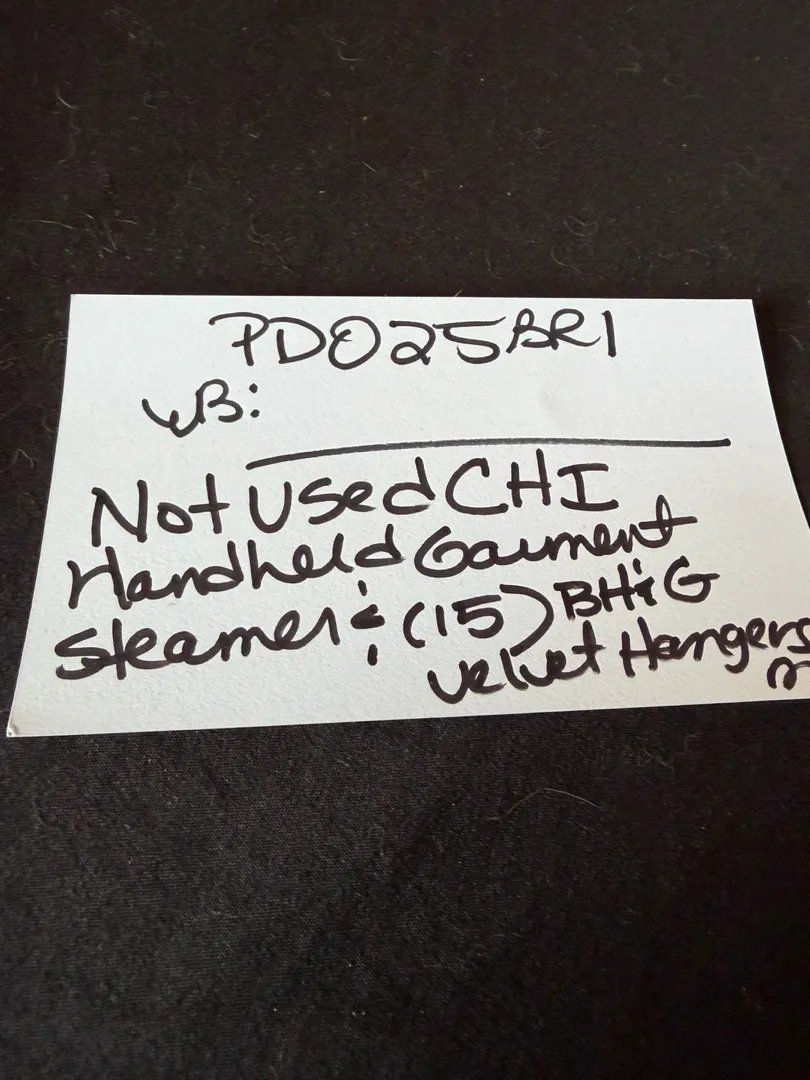 PD025BR1
WB:
Not Used CHI
Handheld Garment
Steamer & (15) BH&G
Velvet Hangers